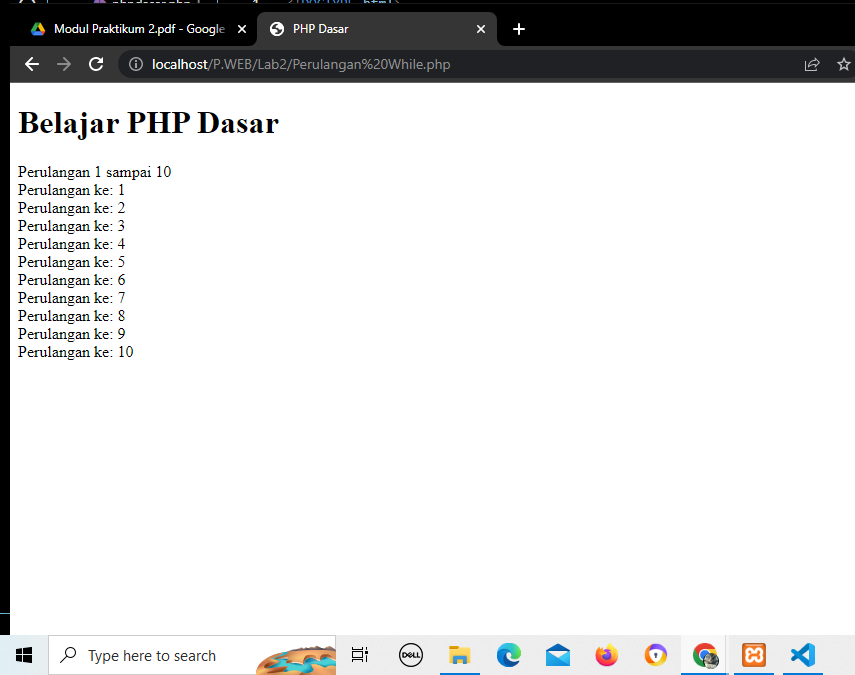 Modul Praktikum 2.pdf - Google
PHP Dasar
localhost/P.WEB/Lab2/Perulangan%20While.php
Belajar PHP Dasar
Perulangan 1 sampai 10
Perulangan ke: 1
Perulangan ke: 2
Perulangan ke: 3
Perulangan ke: 4
Perulangan ke: 5
Perulangan ke: 6
Perulangan ke: 7
Perulangan ke: 8
Perulangan ke: 9
Perulangan ke: 10
Type here to search
DELL